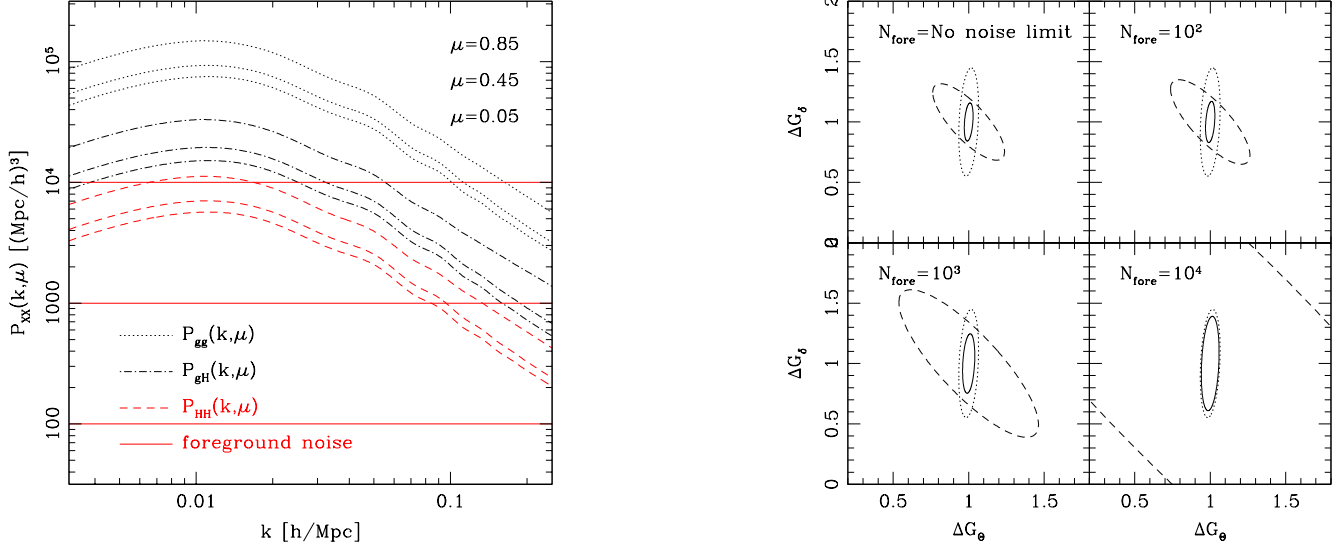 P_XX(k,μ) [(Mpc/h)³]
10⁵
10⁴
1000
100
μ=0.85
μ=0.45
μ=0.05
P_gg(k,μ)
P_gH(k,μ)
P_HH(k,μ)
foreground noise
0.01
0.1
k [h/Mpc]
N_fore=No noise limit
N_fore=10²
2
1.5
1
0.5
0
ΔG_δ
N_fore=10³
N_fore=10⁴
2
1.5
1
0.5
0
ΔG_δ
0.5
1
1.5
0.5
1
1.5
ΔG_Θ
ΔG_Θ